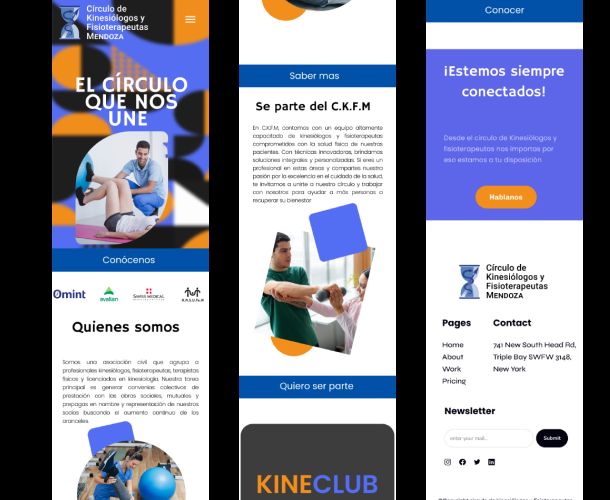 Círculo de
Kinesiólogos y
Fisioterapeutas
MENDOZA
EL CÍRCULO
QUE NOS
UNE
Conócenos
Omint
avalian
SWISS MEDICAL
Quienes somos
Somos una asociación civil que agrupa a
profesionales kinesiólogos, fisioterapeutas, terapistas
físicos y licenciados en kinesiología. Nuestra tarea
principal es generar convenios colectivos de
prestación con las obras sociales, mutuales y
prepagas en nombre y representación de nuestros
socios buscando el aumento continuo de los
aranceles.
Saber mas
Se parte del C.K.F.M
En C.K.F.M, contamos con un equipo altamente
capacitado de kinesiólogos y fisioterapeutas
comprometidos con la salud física de nuestros
pacientes. Con técnicas innovadoras, brindamos
soluciones integrales y personalizadas. Si eres un
profesional en estas áreas y compartes nuestra
pasión por la excelencia en el cuidado de la salud,
te invitamos a unirte a nuestro círculo y trabajar
con nosotros para ayudar a más personas a
recuperar su bienestar
Quiero ser parte
KINECLUB
Conocer
¡Estemos siempre
conectados!
Desde el circulo de Kinesiólogos y
fisioterapeutas nos importas por
eso estamos a tu disposición
Hablanos
Círculo de
Kinesiólogos y
Fisioterapeutas
MENDOZA
Pages
Home
About
Work
Pricing
Contact
741 New South Head Rd,
Triple Bay SWFW 3148,
New York
Newsletter
enter your mail...
Submit